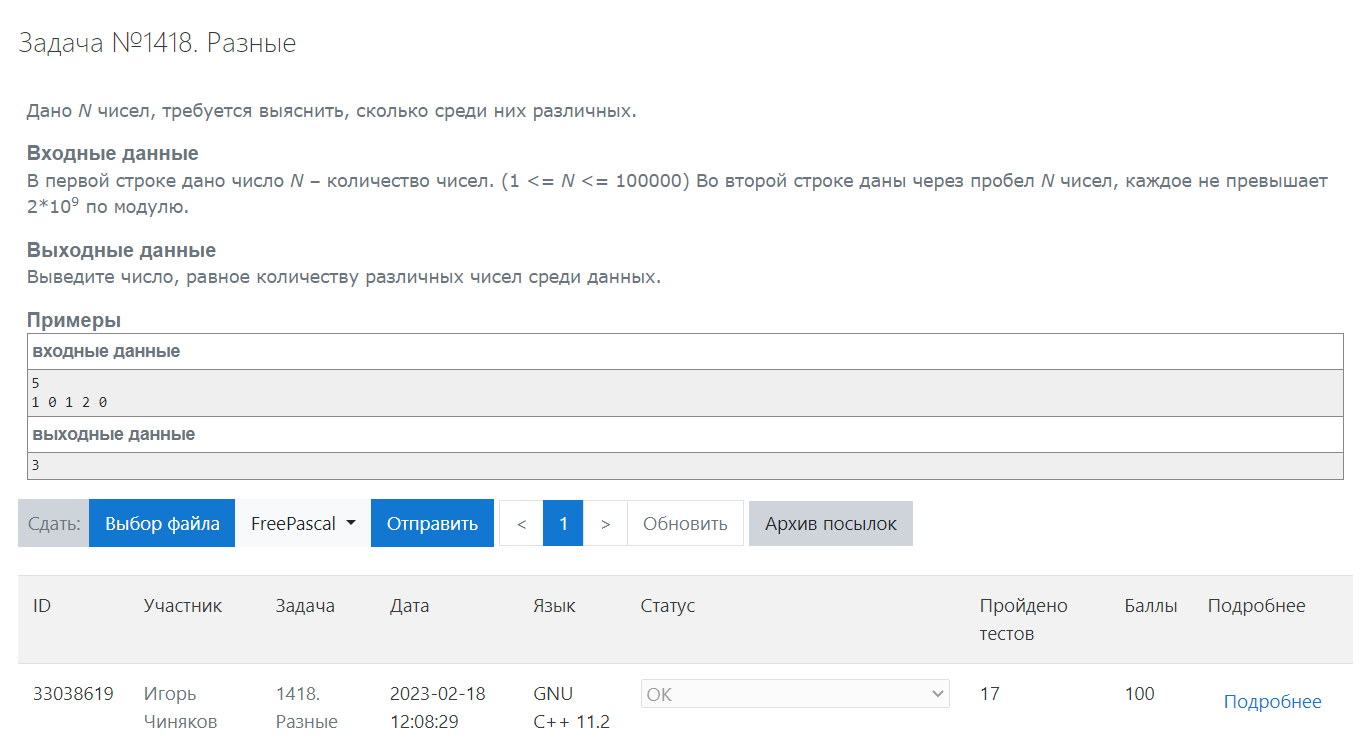 Задача №1418. Разные
Дано N чисел, требуется выяснить, сколько среди них различных.
Входные данные
В первой строке дано число N – количество чисел. (1 <= N <= 100000) Во второй строке даны через пробел N чисел, каждое не превышает
2*10⁹ по модулю.
Выходные данные
Выведите число, равное количеству различных чисел среди данных.
Примеры
входные данные
5
1 0 1 2 0
выходные данные
3
Сдать: Выбор файла FreePascal Отправить < 1 > Обновить Архив посылок
ID Участник Задача Дата Язык Статус Пройдено Баллы Подробнее
тестов
33038619 Игорь 1418. 2023-02-18 GNU OK 17 100 Подробнее
Чиняков Разные 12:08:29 C++ 11.2